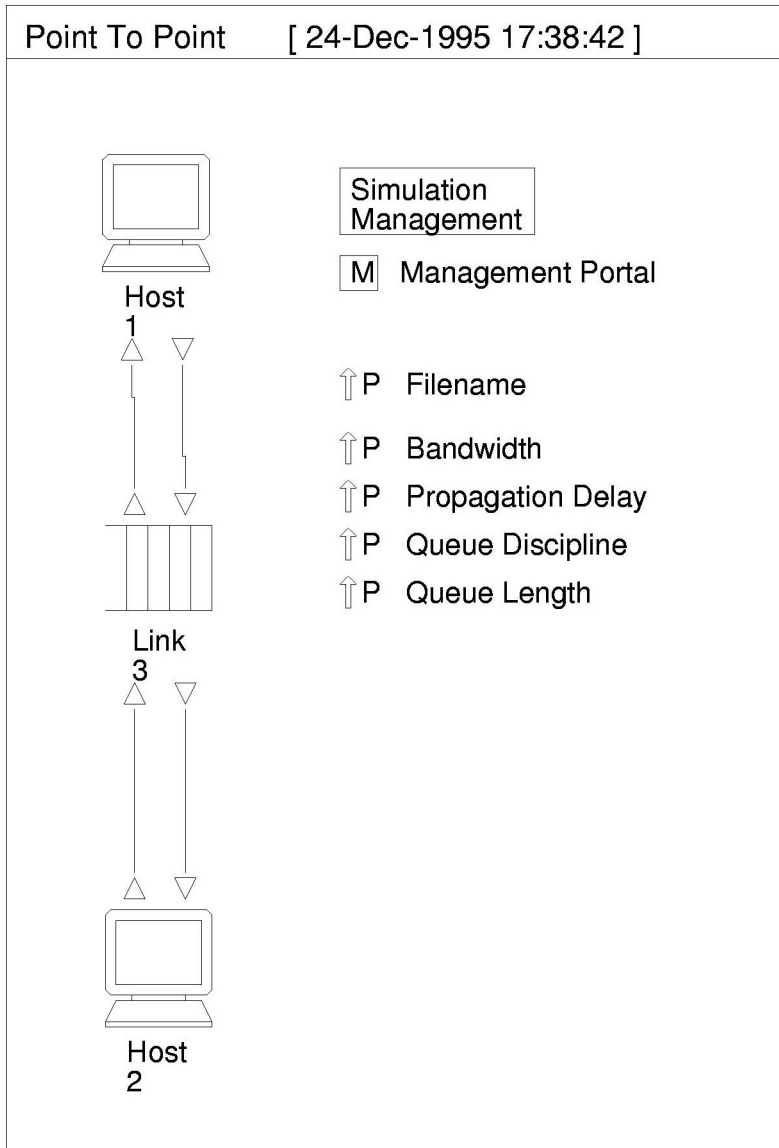 Point To Point [ 24-Dec-1995 17:38:42 ]
Simulation
Management
M Management Portal
Host
1
⇧P Filename
⇧P Bandwidth
⇧P Propagation Delay
⇧P Queue Discipline
⇧P Queue Length
Link
3
Host
2